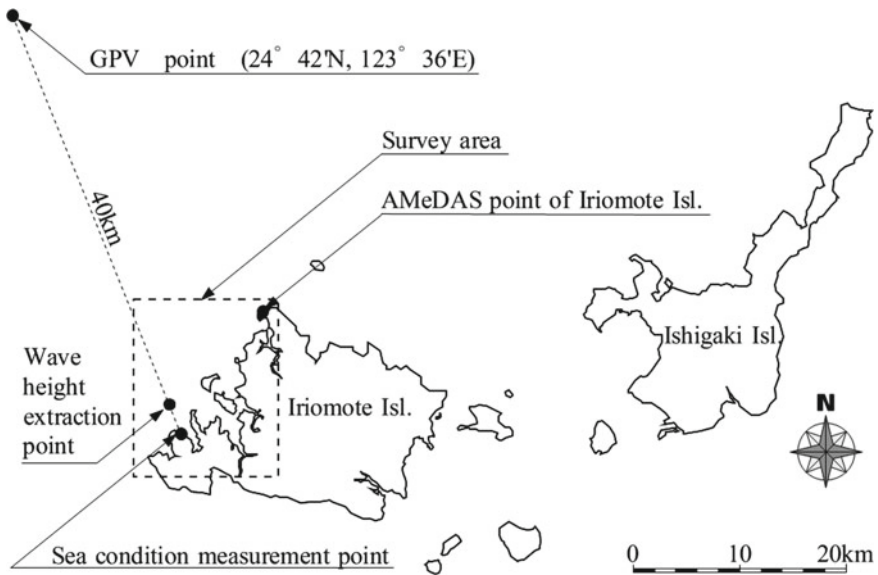 GPV point (24° 42'N, 123° 36'E)
Survey area
AMeDAS point of Iriomote Isl.
40km
Ishigaki Isl.
Wave
height
extraction
point
Iriomote Isl.
N
Sea condition measurement point
0 10 20km